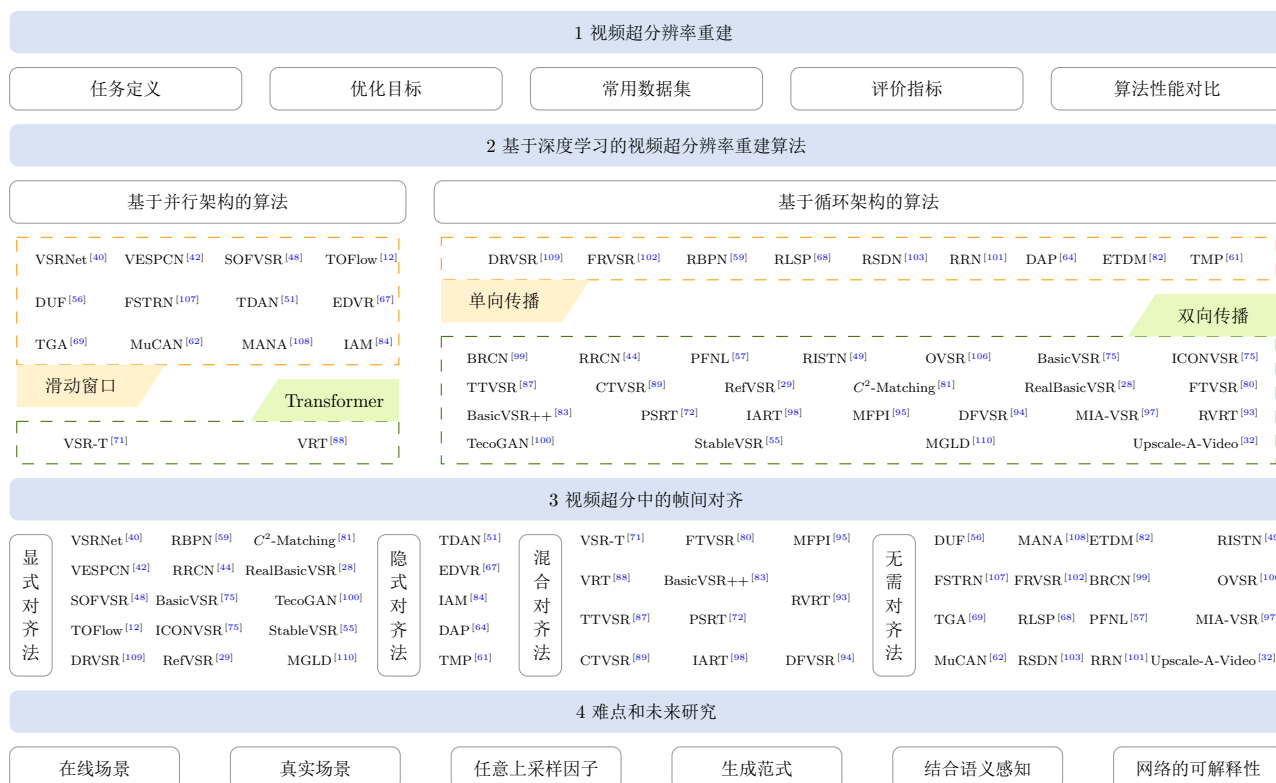 1 视频超分辨率重建
任务定义 优化目标 常用数据集 评价指标 算法性能对比
2 基于深度学习的视频超分辨率重建算法
基于并行架构的算法 基于循环架构的算法
VSRNet[40] VESPCN[42] SOFVSR[48] TOFlow[12]
DUF[56] FSTRN[107] TDAN[51] EDVR[67]
TGA[69] MuCAN[62] MANA[108] IAM[84]
滑动窗口
Transformer
VSR-T[71] VRT[88]
DRVSR[109] FRVSR[102] RBPN[59] RLSP[68] RSDN[103] RRN[101] DAP[64] ETDM[82] TMP[61]
单向传播
双向传播
BRCN[99] RRCN[44] PFNL[57] RISTN[49] OVSR[106] BasicVSR[75] ICONVSR[75]
TTVSR[87] CTVSR[89] RefVSR[29] C²-Matching[81] RealBasicVSR[28] FTVSR[80]
BasicVSR++[83] PSRT[72] IART[98] MFPI[95] DFVSR[94] MIA-VSR[97] RVRT[93]
TecoGAN[100] StableVSR[55] MGLD[110] Upscale-A-Video[32]
3 视频超分中的帧间对齐
显式对齐法
VSRNet[40] RBPN[59] C²-Matching[81]
VESPCN[42] RRCN[44] RealBasicVSR[28]
SOFVSR[48] BasicVSR[75] TecoGAN[100]
TOFlow[12] ICONVSR[75] StableVSR[55]
DRVSR[109] RefVSR[29] MGLD[110]
隐式对齐法
TDAN[51]
EDVR[67]
IAM[84]
DAP[64]
TMP[61]
混合对齐法
VSR-T[71] FTVSR[80] MFPI[95]
VRT[88] BasicVSR++[83]
RVRT[93]
TTVSR[87] PSRT[72]
CTVSR[89] IART[98] DFVSR[94]
无需对齐法
DUF[56] MANA[108] ETDM[82] RISTN[49
FSTRN[107] FRVSR[102] BRCN[99] OVSR[106
TGA[69] RLSP[68] PFNL[57] MIA-VSR[97]
MuCAN[62] RSDN[103] RRN[101] Upscale-A-Video[32]
4 难点和未来研究
在线场景 真实场景 任意上采样因子 生成范式 结合语义感知 网络的可解释性